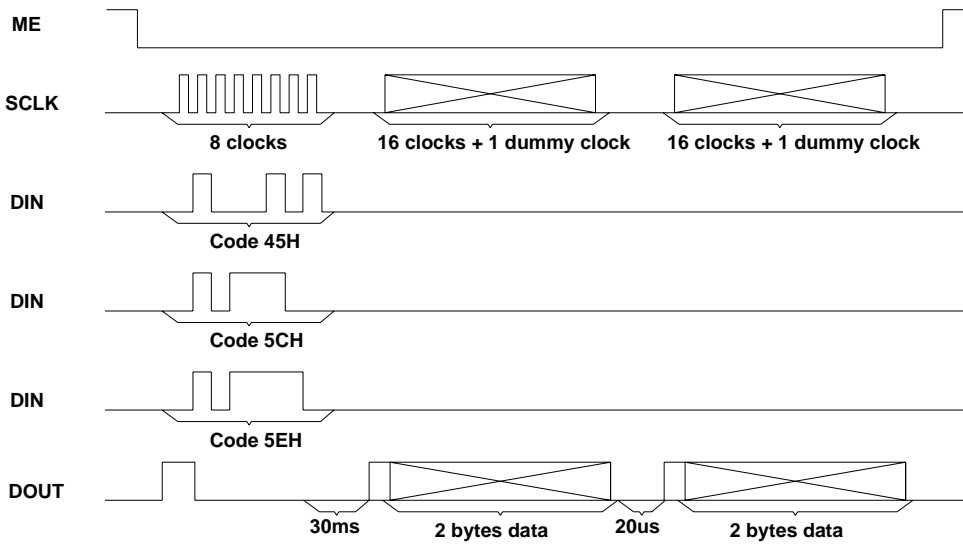 ME
SCLK
8 clocks
16 clocks + 1 dummy clock
16 clocks + 1 dummy clock
DIN
Code 45H
DIN
Code 5CH
DIN
Code 5EH
DOUT
30ms
2 bytes data
20us
2 bytes data